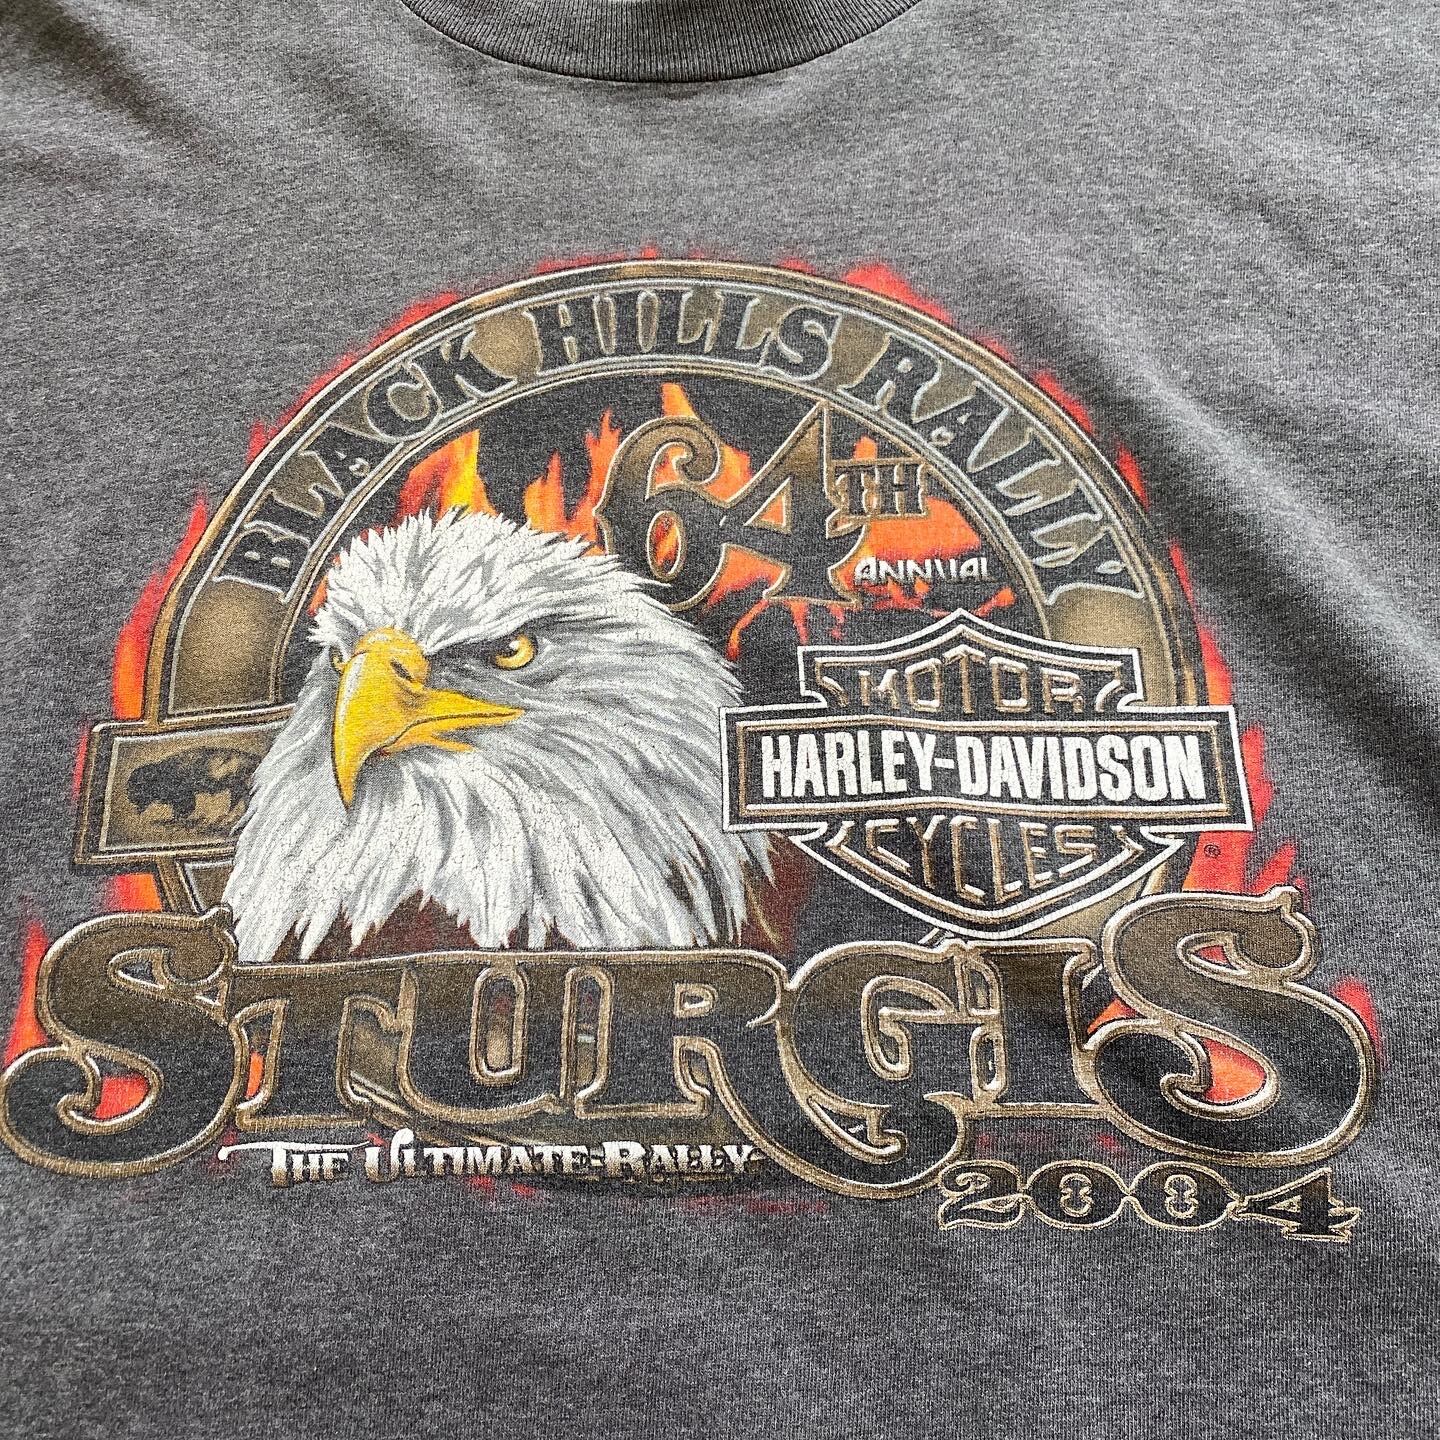 BLACK HILLS RALLY
64TH
ANNUAL
MOTOR
HARLEY-DAVIDSON
CYCLES
®
STURGIS
THE ULTIMATE RALLY
2004